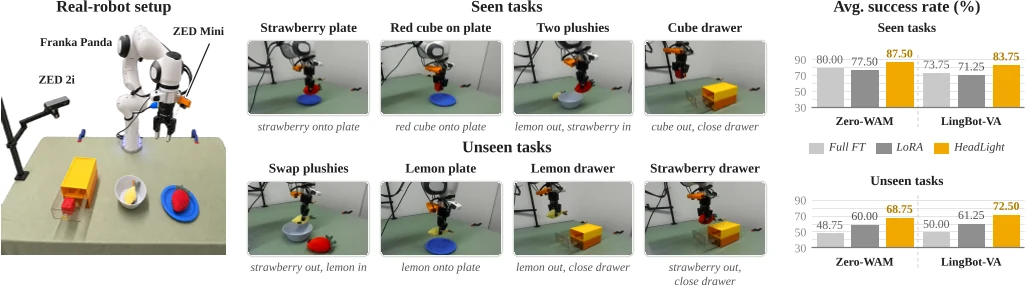 Real-robot setup
Franka Panda
ZED Mini
ZED 2i
Seen tasks
Strawberry plate
Red cube on plate
Two plushies
Cube drawer
strawberry onto plate
red cube onto plate
lemon out, strawberry in
cube out, close drawer
Unseen tasks
Swap plushies
Lemon plate
Lemon drawer
Strawberry drawer
strawberry out, lemon in
lemon onto plate
lemon out, close drawer
strawberry out,
close drawer
Avg. success rate (%)
Seen tasks
90
70
50
30
80.00
77.50
87.50
73.75
71.25
83.75
Zero-WAM
LingBot-VA
Full FT
LoRA
HeadLight
Unseen tasks
90
70
50
30
48.75
60.00
68.75
50.00
61.25
72.50
Zero-WAM
LingBot-VA